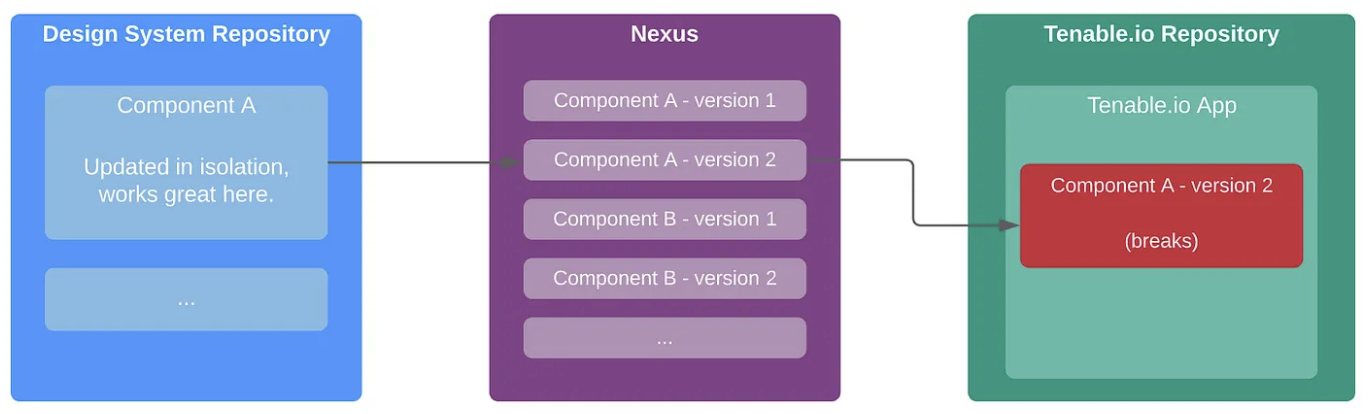 Design System Repository
Component A
Updated in isolation,
works great here.
...
Nexus
Component A - version 1
Component A - version 2
Component B - version 1
Component B - version 2
...
Tenable.io Repository
Tenable.io App
Component A - version 2
(breaks)